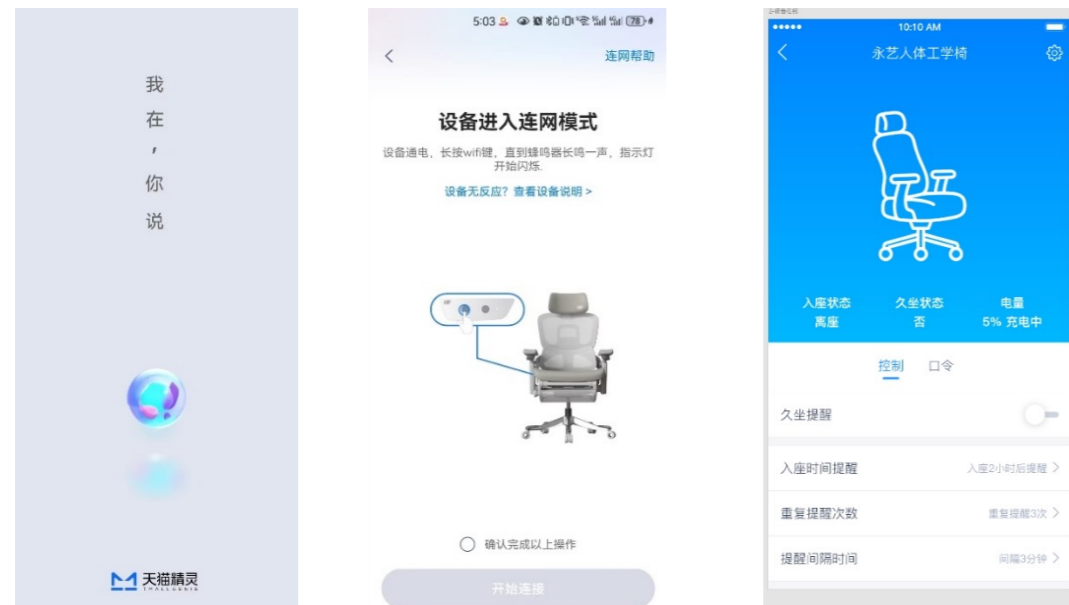 我
在
,
你
说
天猫精灵
TMALL GENIE
5:03
78
连网帮助
设备进入连网模式
设备通电，长按wifi键，直到蜂鸣器长鸣一声，指示灯
开始闪烁.
设备无反应？查看设备说明 >
确认完成以上操作
开始连接
10:10 AM
永艺人体工学椅
入座状态 久坐状态 电量
离座 否 5% 充电中
控制 口令
久坐提醒
入座时间提醒 入座2小时后提醒
重复提醒次数 重复提醒3次
提醒间隔时间 间隔3分钟